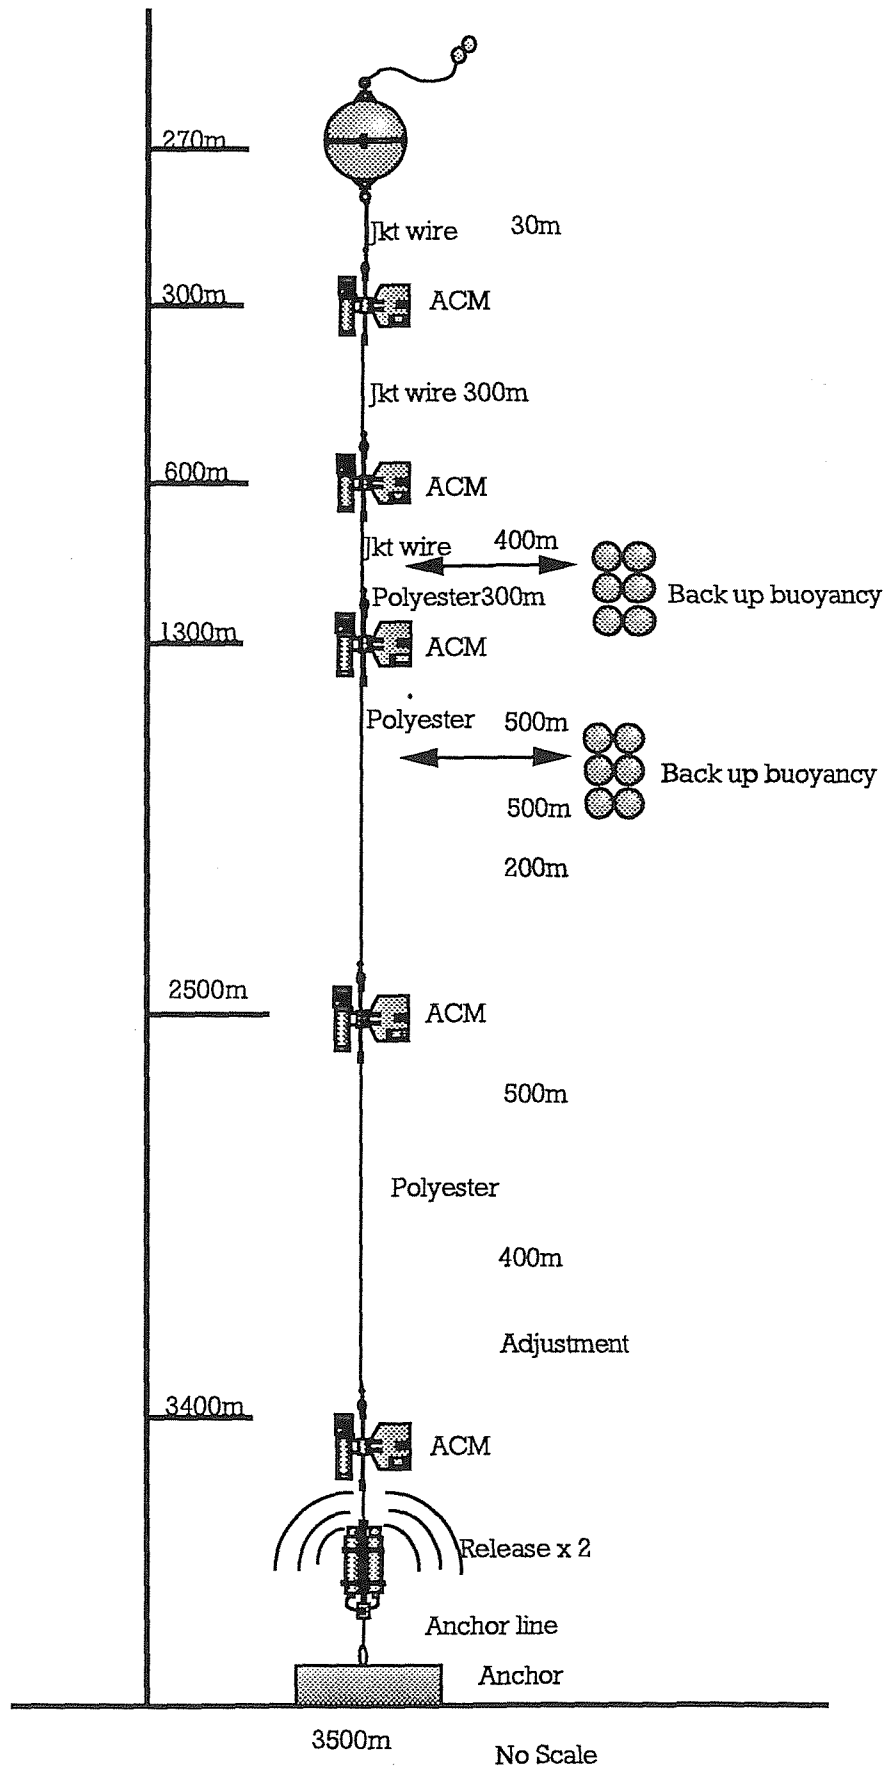 270m
Jkt wire 30m
300m
ACM
Jkt wire 300m
600m
ACM
Jkt wire 400m
Back up buoyancy
Polyester300m
1300m
ACM
Polyester 500m
Back up buoyancy
500m
200m
2500m
ACM
500m
Polyester
400m
Adjustment
3400m
ACM
Release x 2
Anchor line
Anchor
3500m
No Scale